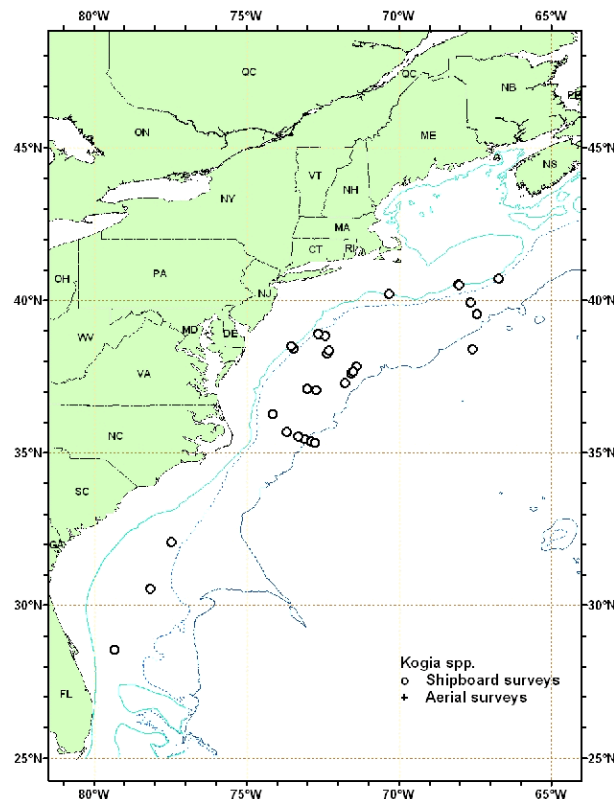 80°W 75°W 70°W 65°W
QC QC NB PE
ON
45°N 45°N
ME NS
VT NH
NY
MA
CT RI
OH PA
NJ
40°N 40°N
WV MD DE
VA
NC
35°N 35°N
SC
GA
30°N 30°N
Kogia spp.
Shipboard surveys
FL Aerial surveys
25°N 25°N
80°W 75°W 70°W 65°W